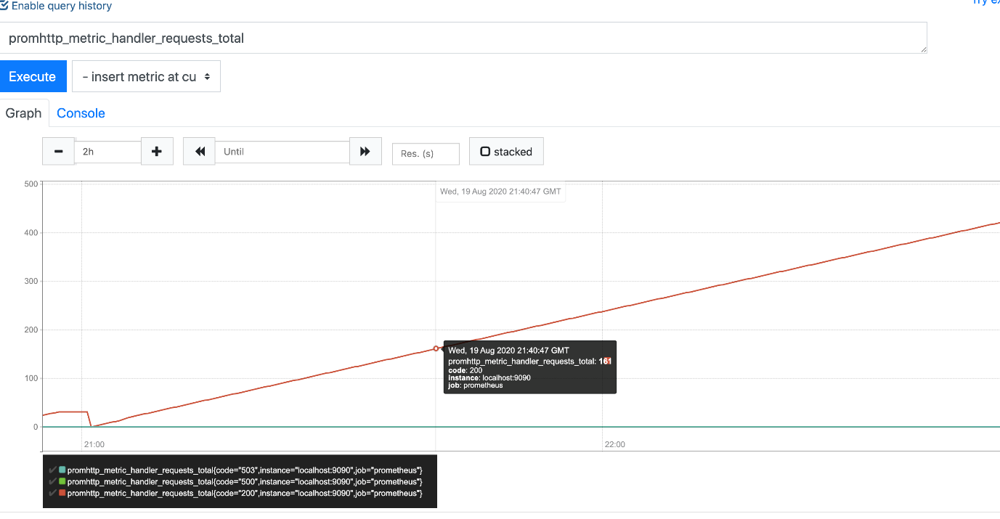 Enable query history
promhttp_metric_handler_requests_total
Execute - insert metric at cu
Graph Console
2h Until Res. (s) stacked
500
Wed, 19 Aug 2020 21:40:47 GMT
400
300
200
Wed, 19 Aug 2020 21:40:47 GMT
promhttp_metric_handler_requests_total: 161
code: 200
instance: localhost:9090
job: prometheus
100
0
21:00 22:00
promhttp_metric_handler_requests_total{code="503",instance="localhost:9090",job="prometheus"}
promhttp_metric_handler_requests_total{code="500",instance="localhost:9090",job="prometheus"}
promhttp_metric_handler_requests_total{code="200",instance="localhost:9090",job="prometheus"}